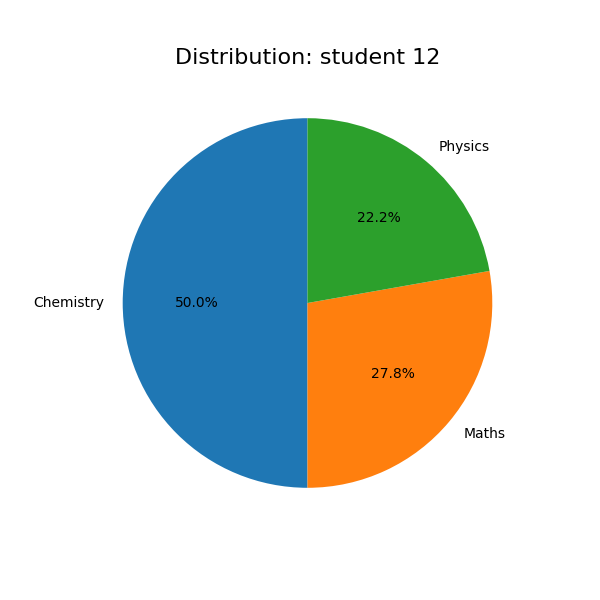 Distribution: student 12
Physics
22.2%
Chemistry
50.0%
27.8%
Maths